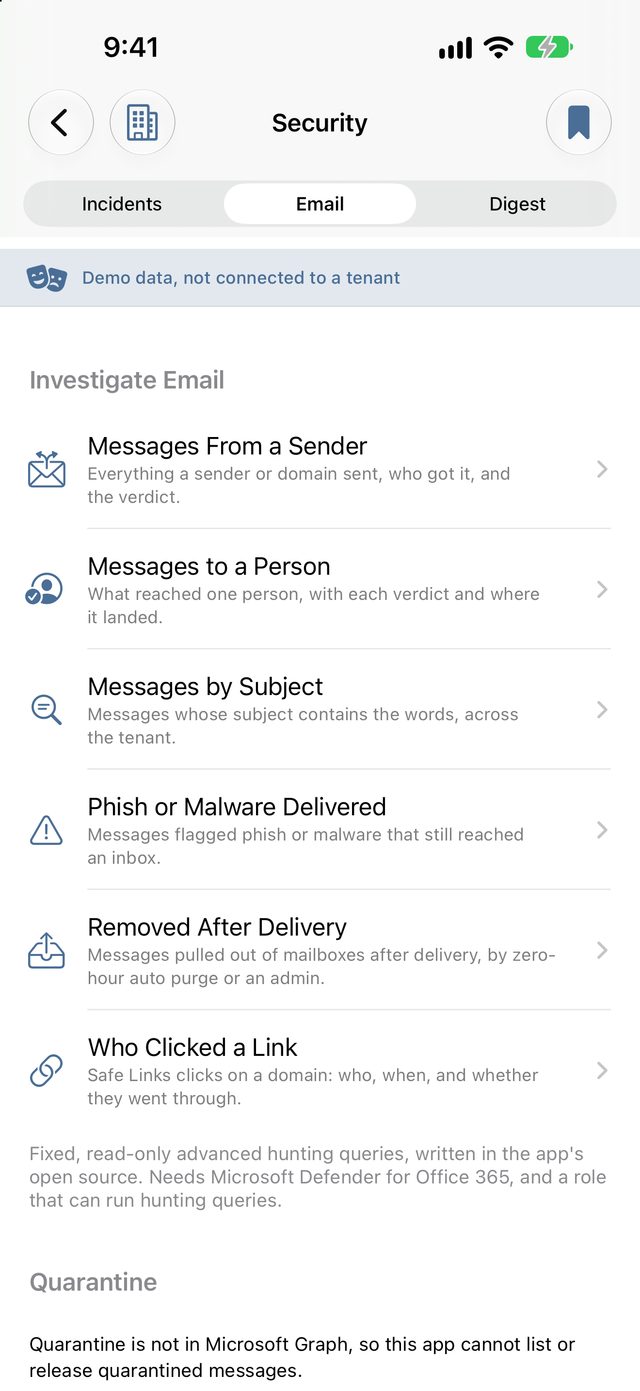 9:41
Security
Incidents
Email
Digest
Demo data, not connected to a tenant
Investigate Email
Messages From a Sender
Everything a sender or domain sent, who got it, and
the verdict.
Messages to a Person
What reached one person, with each verdict and where
it landed.
Messages by Subject
Messages whose subject contains the words, across
the tenant.
Phish or Malware Delivered
Messages flagged phish or malware that still reached
an inbox.
Removed After Delivery
Messages pulled out of mailboxes after delivery, by zero-
hour auto purge or an admin.
Who Clicked a Link
Safe Links clicks on a domain: who, when, and whether
they went through.
Fixed, read-only advanced hunting queries, written in the app's
open source. Needs Microsoft Defender for Office 365, and a role
that can run hunting queries.
Quarantine
Quarantine is not in Microsoft Graph, so this app cannot list or
release quarantined messages.